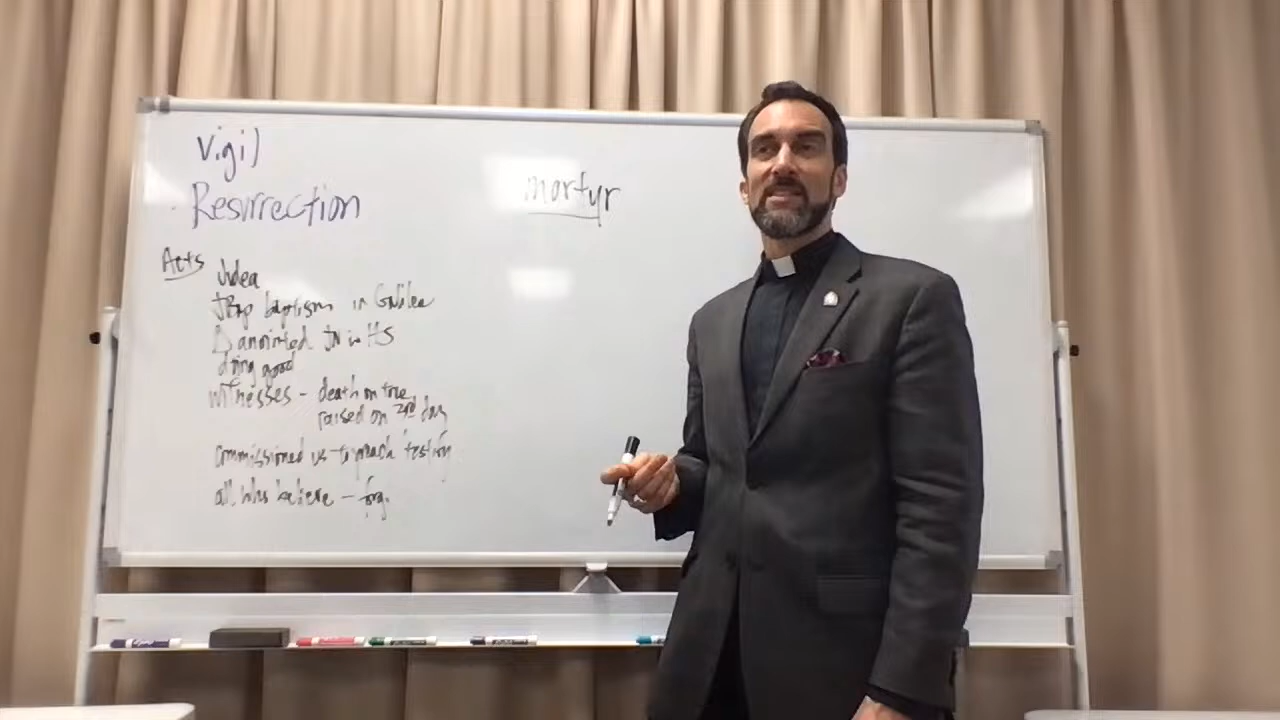 Vigil
Resurrection
martyr
Acts
Judea
baptism in Galilee
anointed JN w HS
doing good
witnesses - death on tree
raised on 3rd day
commissioned us - to preach testify
all who believe - forg.